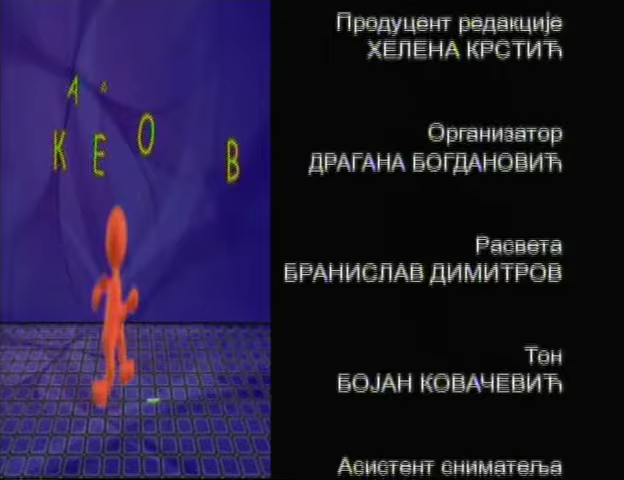 А
К Е О В
Продуцент редакције
ХЕЛЕНА КРСТИЋ
Организатор
ДРАГАНА БОГДАНОВИЋ
Расвета
БРАНИСЛАВ ДИМИТРОВ
Тон
БОЈАН КОВАЧЕВИЋ
Асистент сниматеља